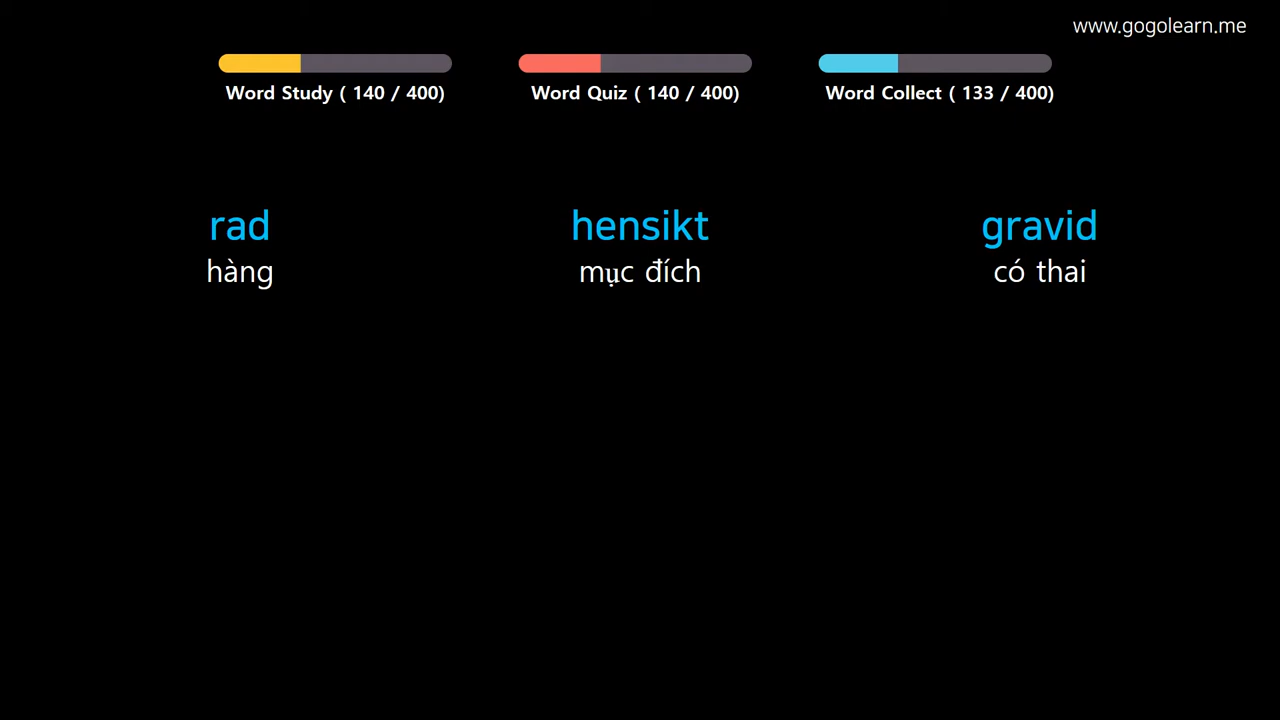 www.gogolearn.me
Word Study ( 140 / 400)
Word Quiz ( 140 / 400)
Word Collect ( 133 / 400)
rad
hàng
hensikt
mục đích
gravid
có thai